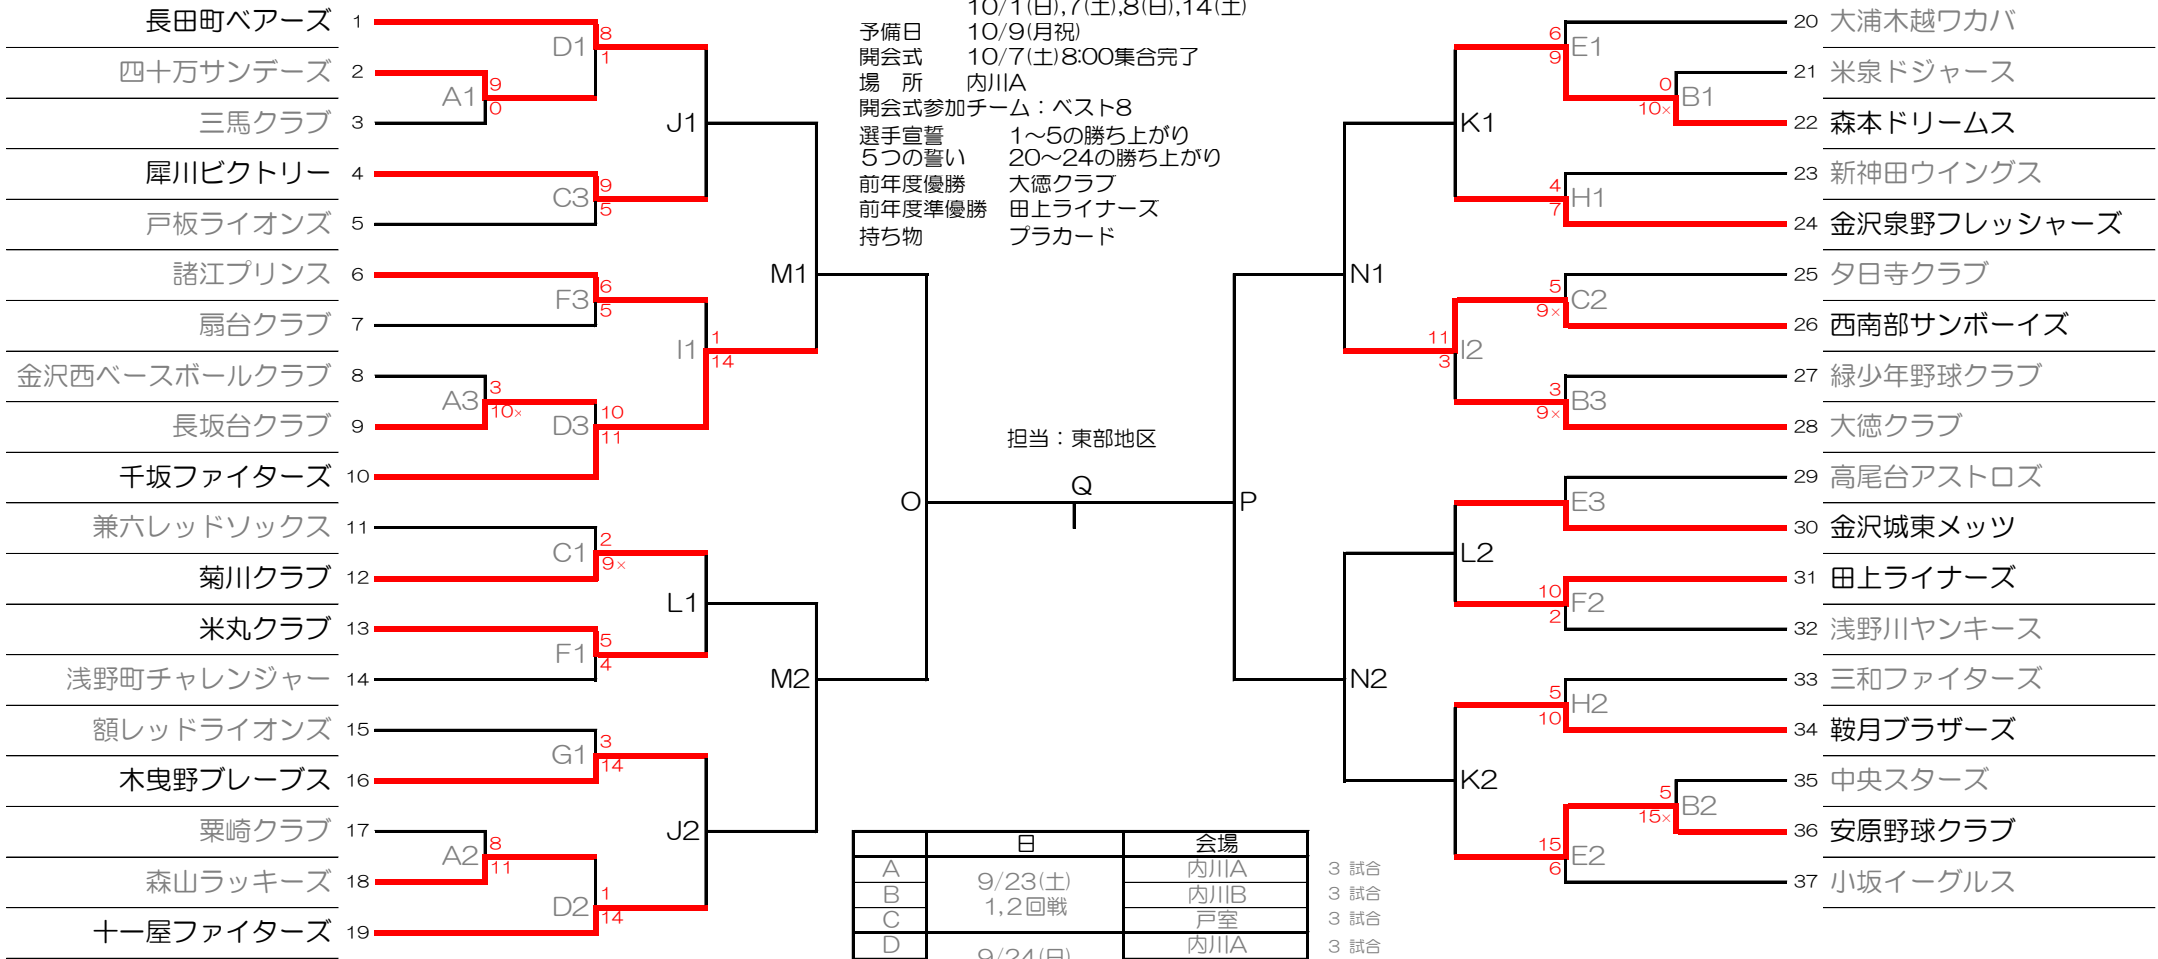 10/1(日),7(土),8(日),14(土)
予備日 10/9(月祝)
開会式 10/7(土)8:00集合完了
場 所 内川A
開会式参加チーム：ベスト8
選手宣誓 1～5の勝ち上がり
5つの誓い 20～24の勝ち上がり
前年度優勝 大徳クラブ
前年度準優勝 田上ライナーズ
持ち物 プラカード
長田町ベアーズ 1
四十万サンデーズ 2
三馬クラブ 3
犀川ビクトリー 4
戸板ライオンズ 5
諸江プリンス 6
扇台クラブ 7
金沢西ベースボールクラブ 8
長坂台クラブ 9
千坂ファイターズ 10
兼六レッドソックス 11
菊川クラブ 12
米丸クラブ 13
浅野町チャレンジャー 14
額レッドライオンズ 15
木曳野ブレーブス 16
粟崎クラブ 17
森山ラッキーズ 18
十一屋ファイターズ 19
D1 8 1
A1 9 0
C3 9 5
F3 6 5
A3 3 10×
D3 10 11
C1 2 9×
F1 5 4
G1 3 14
A2 8 11
D2 1 14
J1
I1 1 14
L1
J2
M1
M2
O
担当：東部地区
Q
P
N1
N2
K1
I2 11 3
L2
K2
E1 6 9
B1 0 10×
H1 4 7
C2 5 9×
B3 3 9×
E3
F2 10 2
H2 5 10
B2 5 15×
E2 15 6
20 大浦木越ワカバ
21 米泉ドジャース
22 森本ドリームス
23 新神田ウイングス
24 金沢泉野フレッシャーズ
25 夕日寺クラブ
26 西南部サンボーイズ
27 緑少年野球クラブ
28 大徳クラブ
29 高尾台アストロズ
30 金沢城東メッツ
31 田上ライナーズ
32 浅野川ヤンキース
33 三和ファイターズ
34 鞍月ブラザーズ
35 中央スターズ
36 安原野球クラブ
37 小坂イーグルス
日 会場
A 9/23(土) 内川A 3 試合
B 1,2回戦 内川B 3 試合
C 戸室 3 試合
D 9/24(日) 内川A 3 試合